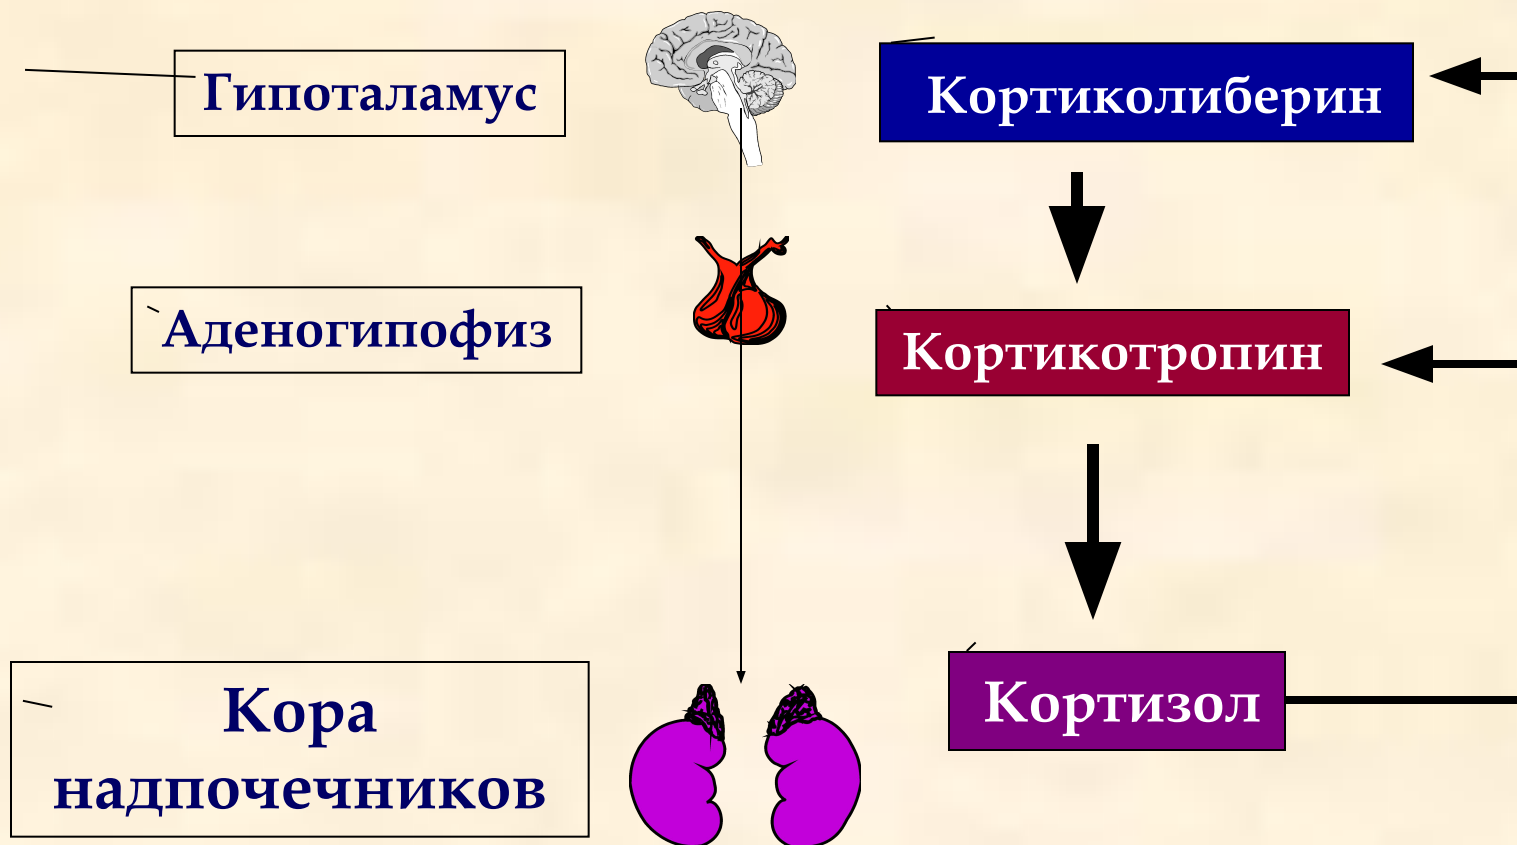 Гипоталамус
Кортиколиберин
Аденогипофиз
Кортикотропин
Кора
надпочечников
Кортизол